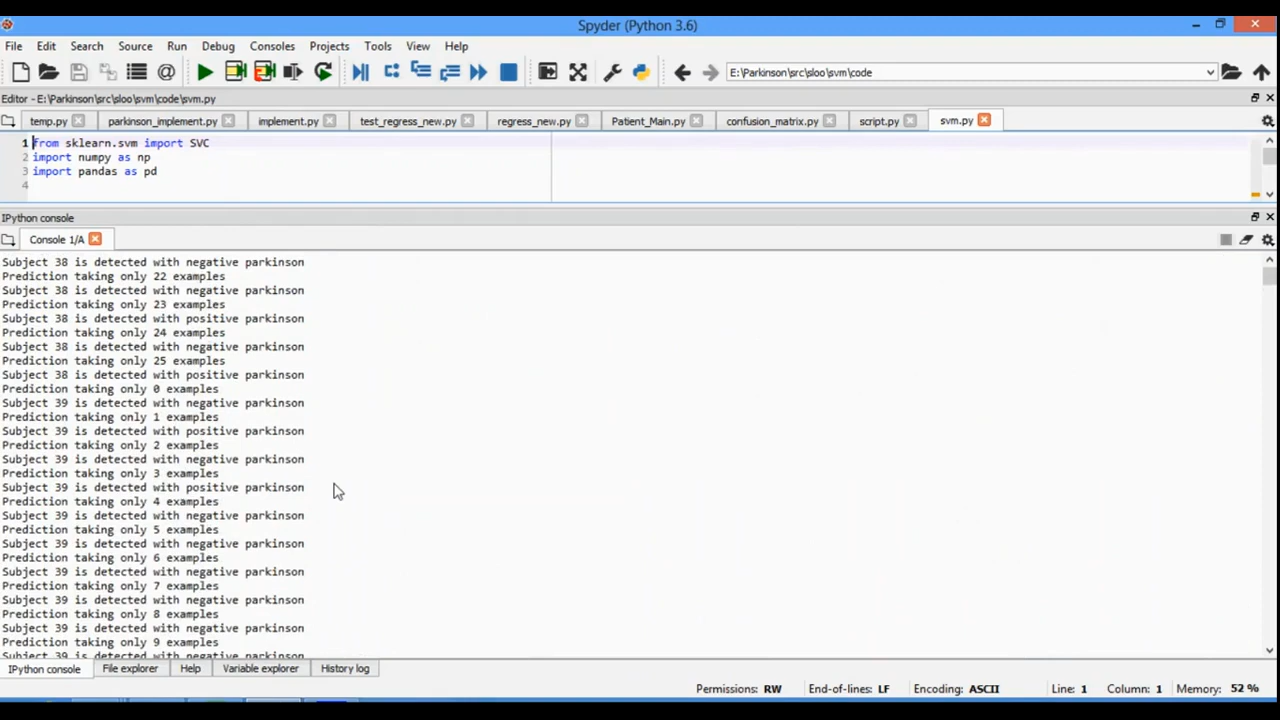 Spyder (Python 3.6)
File Edit Search Source Run Debug Consoles Projects Tools View Help
E:\Parkinson\src\sloo\svm\code
Editor - E:\Parkinson\src\sloo\svm\code\svm.py
temp.py parkinson_implement.py implement.py test_regress_new.py regress_new.py Patient_Main.py confusion_matrix.py script.py svm.py
1 from sklearn.svm import SVC
2 import numpy as np
3 import pandas as pd
4
IPython console
Console 1/A
Subject 38 is detected with negative parkinson
Prediction taking only 22 examples
Subject 38 is detected with negative parkinson
Prediction taking only 23 examples
Subject 38 is detected with positive parkinson
Prediction taking only 24 examples
Subject 38 is detected with negative parkinson
Prediction taking only 25 examples
Subject 38 is detected with positive parkinson
Prediction taking only 0 examples
Subject 39 is detected with negative parkinson
Prediction taking only 1 examples
Subject 39 is detected with positive parkinson
Prediction taking only 2 examples
Subject 39 is detected with negative parkinson
Prediction taking only 3 examples
Subject 39 is detected with positive parkinson
Prediction taking only 4 examples
Subject 39 is detected with negative parkinson
Prediction taking only 5 examples
Subject 39 is detected with negative parkinson
Prediction taking only 6 examples
Subject 39 is detected with negative parkinson
Prediction taking only 7 examples
Subject 39 is detected with negative parkinson
Prediction taking only 8 examples
Subject 39 is detected with negative parkinson
Prediction taking only 9 examples
Subject 39 is detected with negative parkinson
IPython console File explorer Help Variable explorer History log
Permissions: RW End-of-lines: LF Encoding: ASCII Line: 1 Column: 1 Memory: 52 %